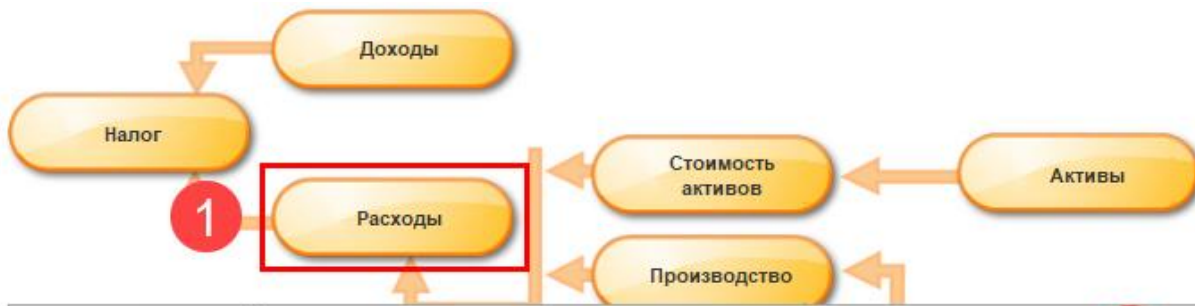 Доходы
Налог
Стоимость
активов
Активы
1
Расходы
Производство